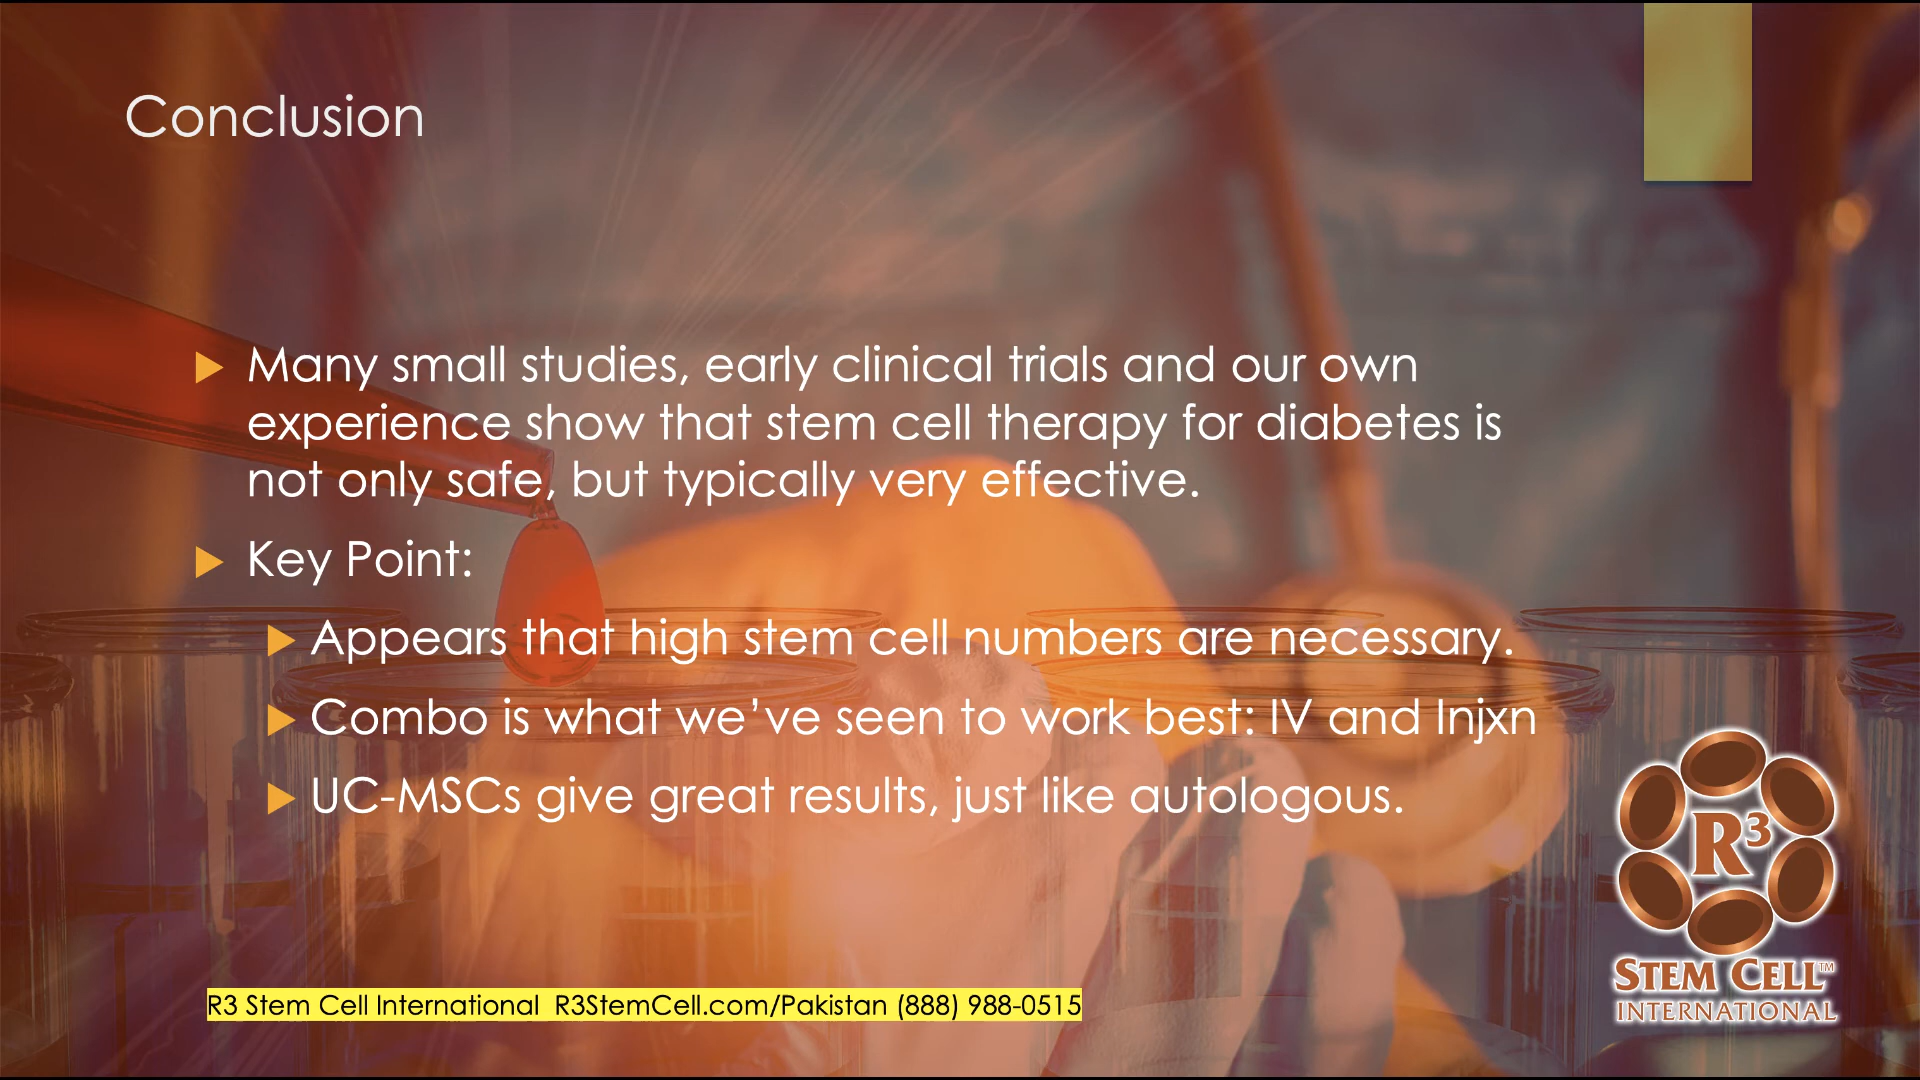 Conclusion
Many small studies, early clinical trials and our own
experience show that stem cell therapy for diabetes is
not only safe, but typically very effective.
Key Point:
Appears that high stem cell numbers are necessary.
Combo is what we’ve seen to work best: IV and Injxn
UC-MSCs give great results, just like autologous.
R3
STEM CELL™
INTERNATIONAL
R3 Stem Cell International  R3StemCell.com/Pakistan (888) 988-0515